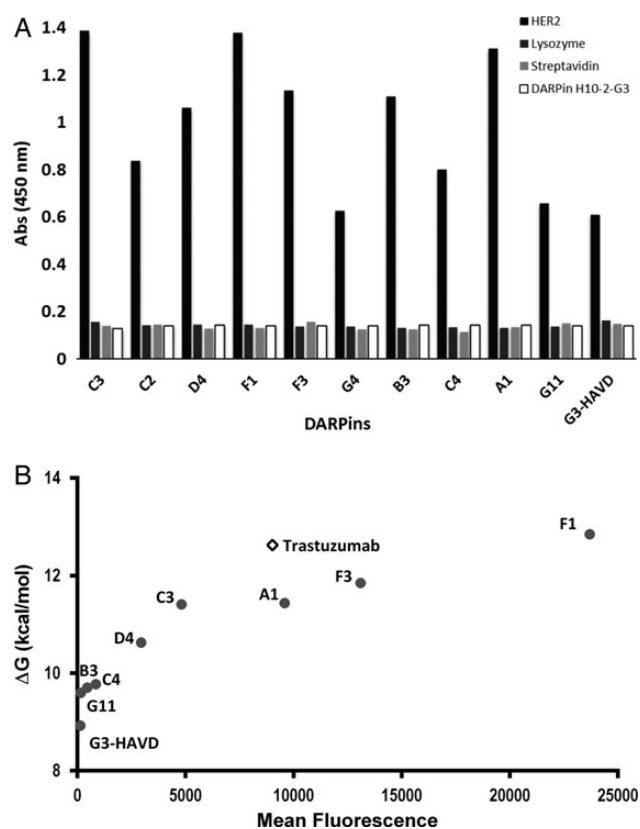 A
1.4
1.2
1
0.8
0.6
0.4
0.2
0
Abs (450 nm)
HER2
Lysozyme
Streptavidin
DARPin H10-2-G3
C3
C2
D4
F1
F3
G4
B3
C4
A1
G11
G3-HAVD
DARPins
B
14
12
10
8
ΔG (kcal/mol)
F1
Trastuzumab
F3
A1
C3
D4
B3
C4
G11
G3-HAVD
0
5000
10000
15000
20000
25000
Mean Fluorescence